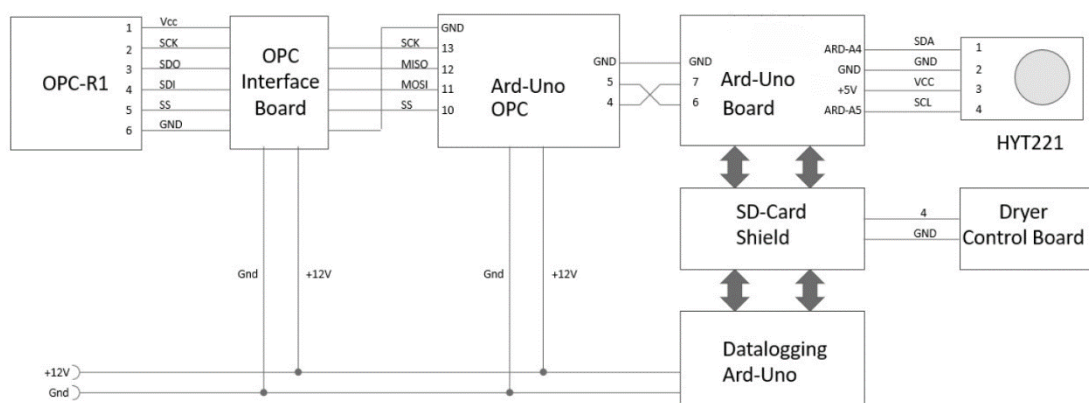 OPC-R1
1
2
3
4
5
6
Vcc
SCK
SDO
SDI
SS
GND
OPC
Interface
Board
SCK
MISO
MOSI
SS
GND
13
12
11
10
Ard-Uno
OPC
GND
5
4
GND
7
6
Ard-Uno
Board
ARD-A4
GND
+5V
ARD-A5
SDA
GND
VCC
SCL
1
2
3
4
HYT221
SD-Card
Shield
4
GND
Dryer
Control Board
Gnd
+12V
Gnd
+12V
Datalogging
Ard-Uno
+12V
Gnd